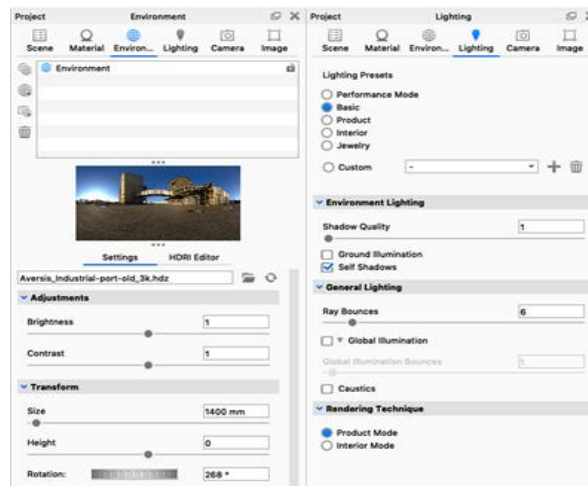 Project
Environment
Scene
Material
Environ...
Lighting
Camera
Image
Environment
Settings
HDRI Editor
Aversis_Industrial-port-old_3k.hdz
Adjustments
Brightness
1
Contrast
1
Transform
Size
1400 mm
Height
0
Rotation:
268 °
Project
Lighting
Scene
Material
Environ...
Lighting
Camera
Image
Lighting Presets
Performance Mode
Basic
Product
Interior
Jewelry
Custom
-
Environment Lighting
Shadow Quality
1
Ground Illumination
Self Shadows
General Lighting
Ray Bounces
6
Global Illumination
Global Illumination Bounces
1
Caustics
Rendering Technique
Product Mode
Interior Mode